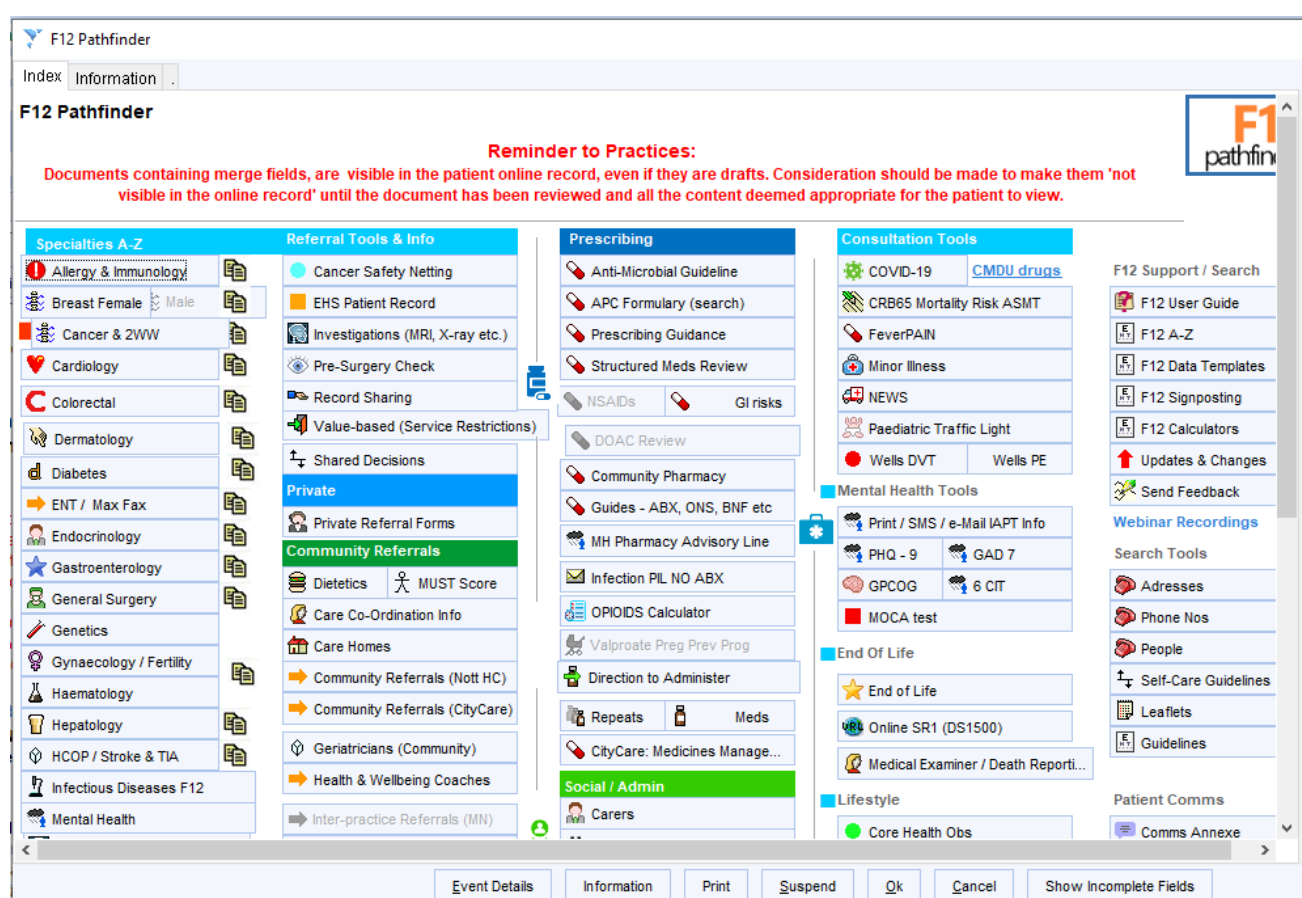 F12 Pathfinder
Index
Information
.
F12 Pathfinder
F1
pathfin
Reminder to Practices:
Documents containing merge fields, are visible in the patient online record, even if they are drafts. Consideration should be made to make them 'not
visible in the online record' until the document has been reviewed and all the content deemed appropriate for the patient to view.
Specialties A-Z
Allergy & Immunology
Breast Female
Male
Cancer & 2WW
Cardiology
Colorectal
Dermatology
Diabetes
ENT / Max Fax
Endocrinology
Gastroenterology
General Surgery
Genetics
Gynaecology / Fertility
Haematology
Hepatology
HCOP / Stroke & TIA
Infectious Diseases F12
Mental Health
Referral Tools & Info
Cancer Safety Netting
EHS Patient Record
Investigations (MRI, X-ray etc.)
Pre-Surgery Check
Record Sharing
Value-based (Service Restrictions)
Shared Decisions
Private
Private Referral Forms
Community Referrals
Dietetics
MUST Score
Care Co-Ordination Info
Care Homes
Community Referrals (Nott HC)
Community Referrals (CityCare)
Geriatricians (Community)
Health & Wellbeing Coaches
Inter-practice Referrals (MN)
Prescribing
Anti-Microbial Guideline
APC Formulary (search)
Prescribing Guidance
Structured Meds Review
NSAIDs
GI risks
DOAC Review
Community Pharmacy
Guides - ABX, ONS, BNF etc
MH Pharmacy Advisory Line
Infection PIL NO ABX
OPIOIDS Calculator
Valproate Preg Prev Prog
Direction to Administer
Repeats
Meds
CityCare: Medicines Manage...
Social / Admin
Carers
Consultation Tools
COVID-19
CMDU drugs
CRB65 Mortality Risk ASMT
FeverPAIN
Minor Illness
NEWS
Paediatric Traffic Light
Wells DVT
Wells PE
Mental Health Tools
Print / SMS / e-Mail IAPT Info
PHQ - 9
GAD 7
GPCOG
6 CIT
MOCA test
End Of Life
End of Life
URL
Online SR1 (DS1500)
Medical Examiner / Death Reporti...
Lifestyle
Core Health Obs
F12 Support / Search
F12 User Guide
F12 A-Z
F12 Data Templates
F12 Signposting
F12 Calculators
Updates & Changes
Send Feedback
Webinar Recordings
Search Tools
Adresses
Phone Nos
People
Self-Care Guidelines
Leaflets
Guidelines
Patient Comms
Comms Annexe
Event Details
Information
Print
Suspend
Ok
Cancel
Show Incomplete Fields